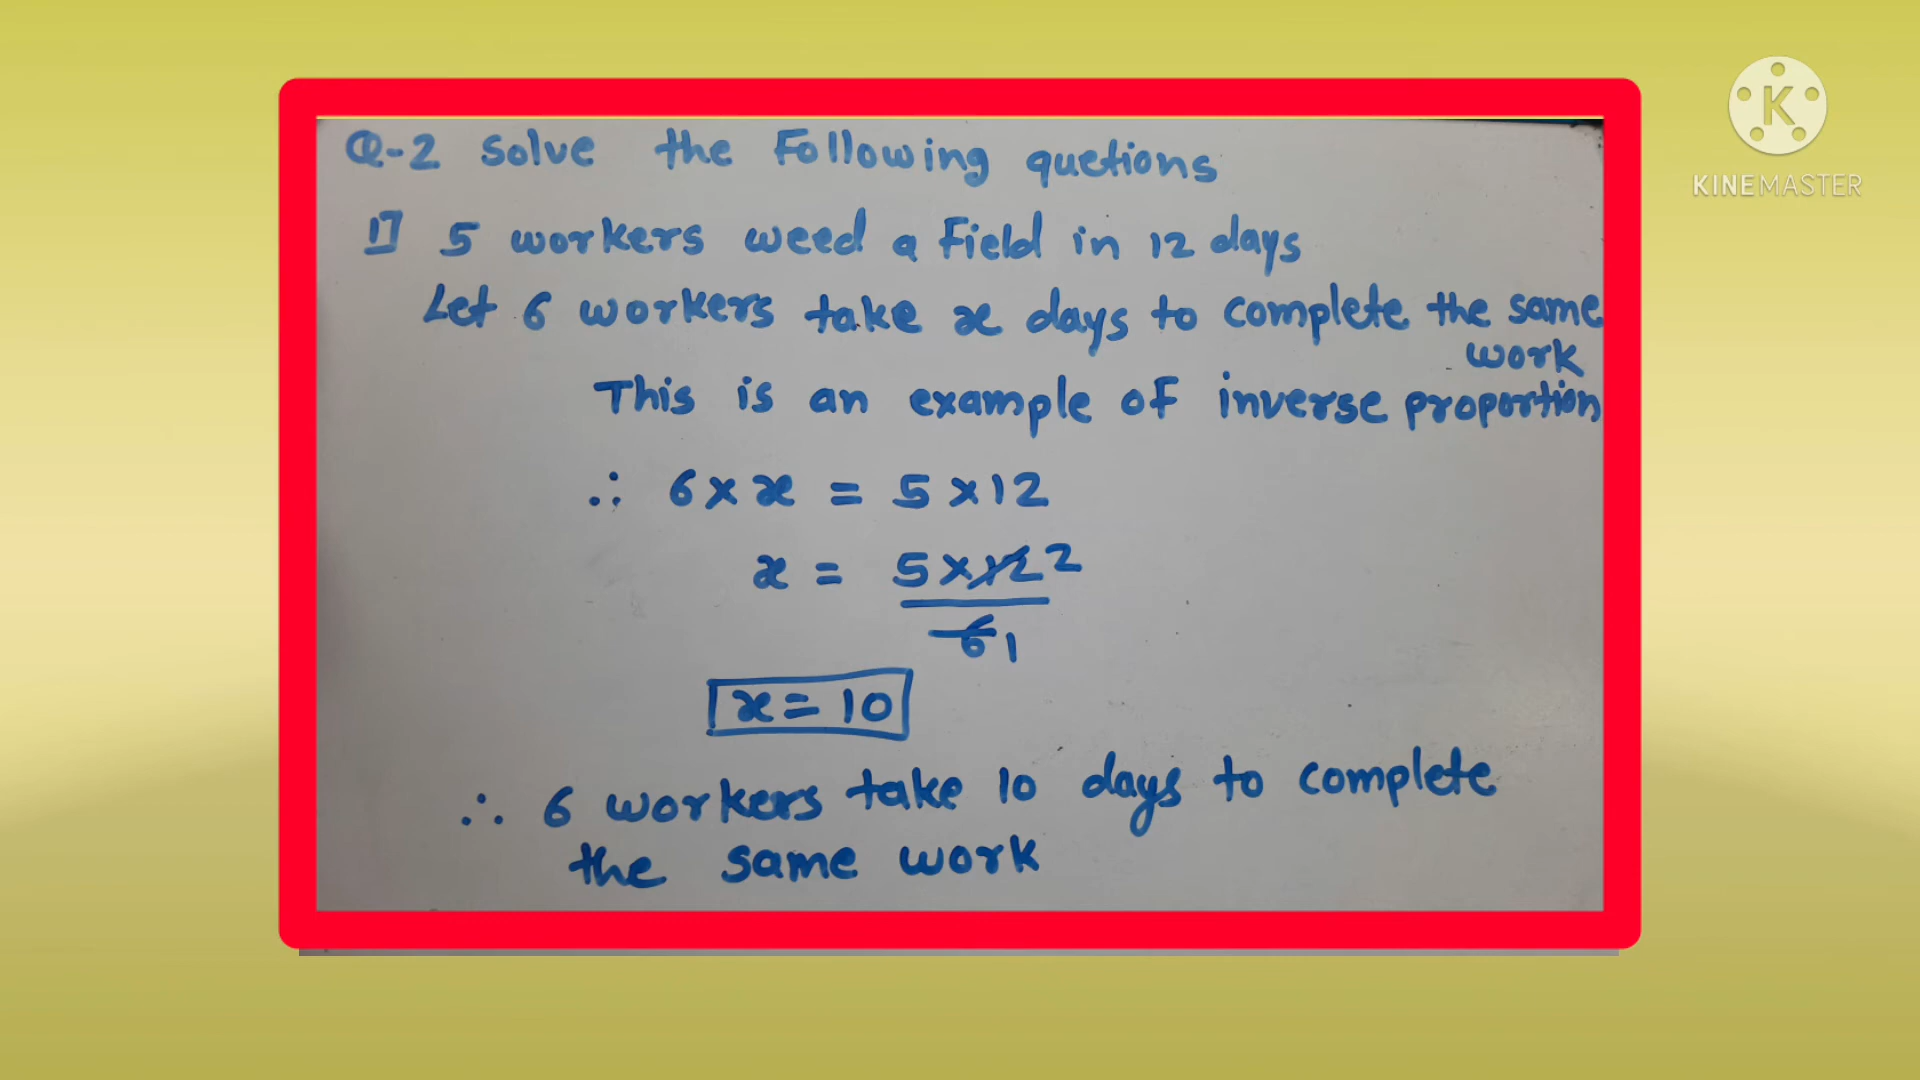 Q-2 Solve the Following quetions
1] 5 workers weed a Field in 12 days
Let 6 workers take x days to complete the same
work
This is an example of inverse proportion
∴ 6 × x = 5 × 12
x = 5 × 12 2
6 1
x = 10
∴ 6 workers take 10 days to complete
the same work
KINEMASTER